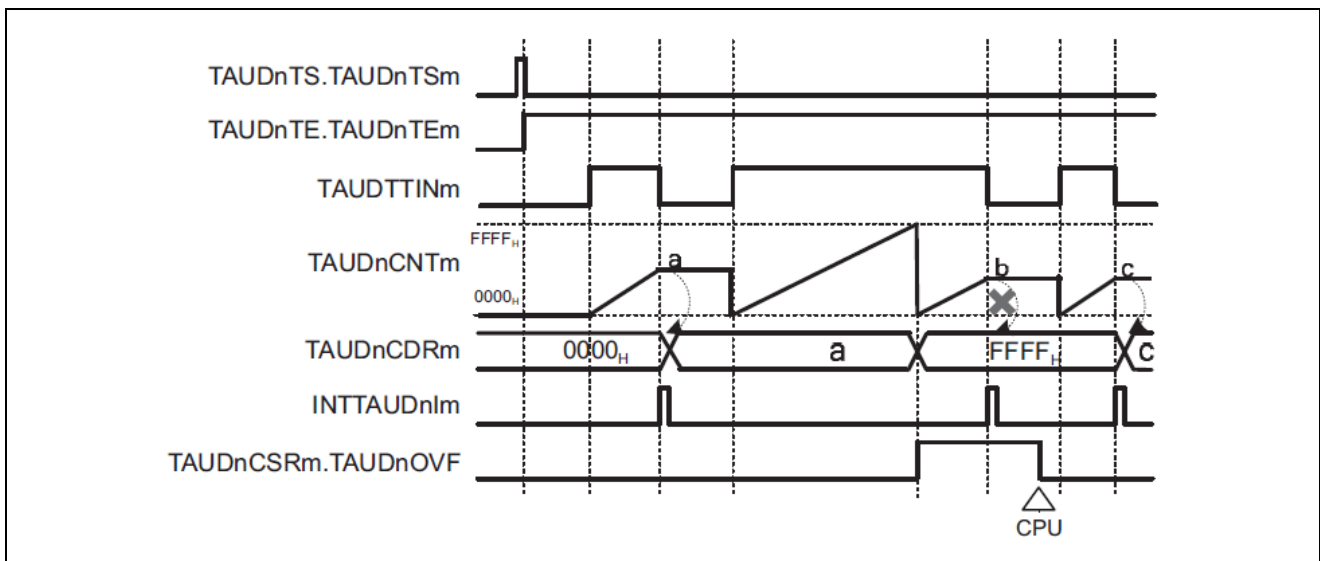 TAUDnTS.TAUDnTSm
TAUDnTE.TAUDnTEm
TAUDTTINm
FFFFH
TAUDnCNTm
a
b
c
0000H
TAUDnCDRm
0000H
a
FFFFH
c
INTTAUDnIm
TAUDnCSRm.TAUDnOVF
CPU